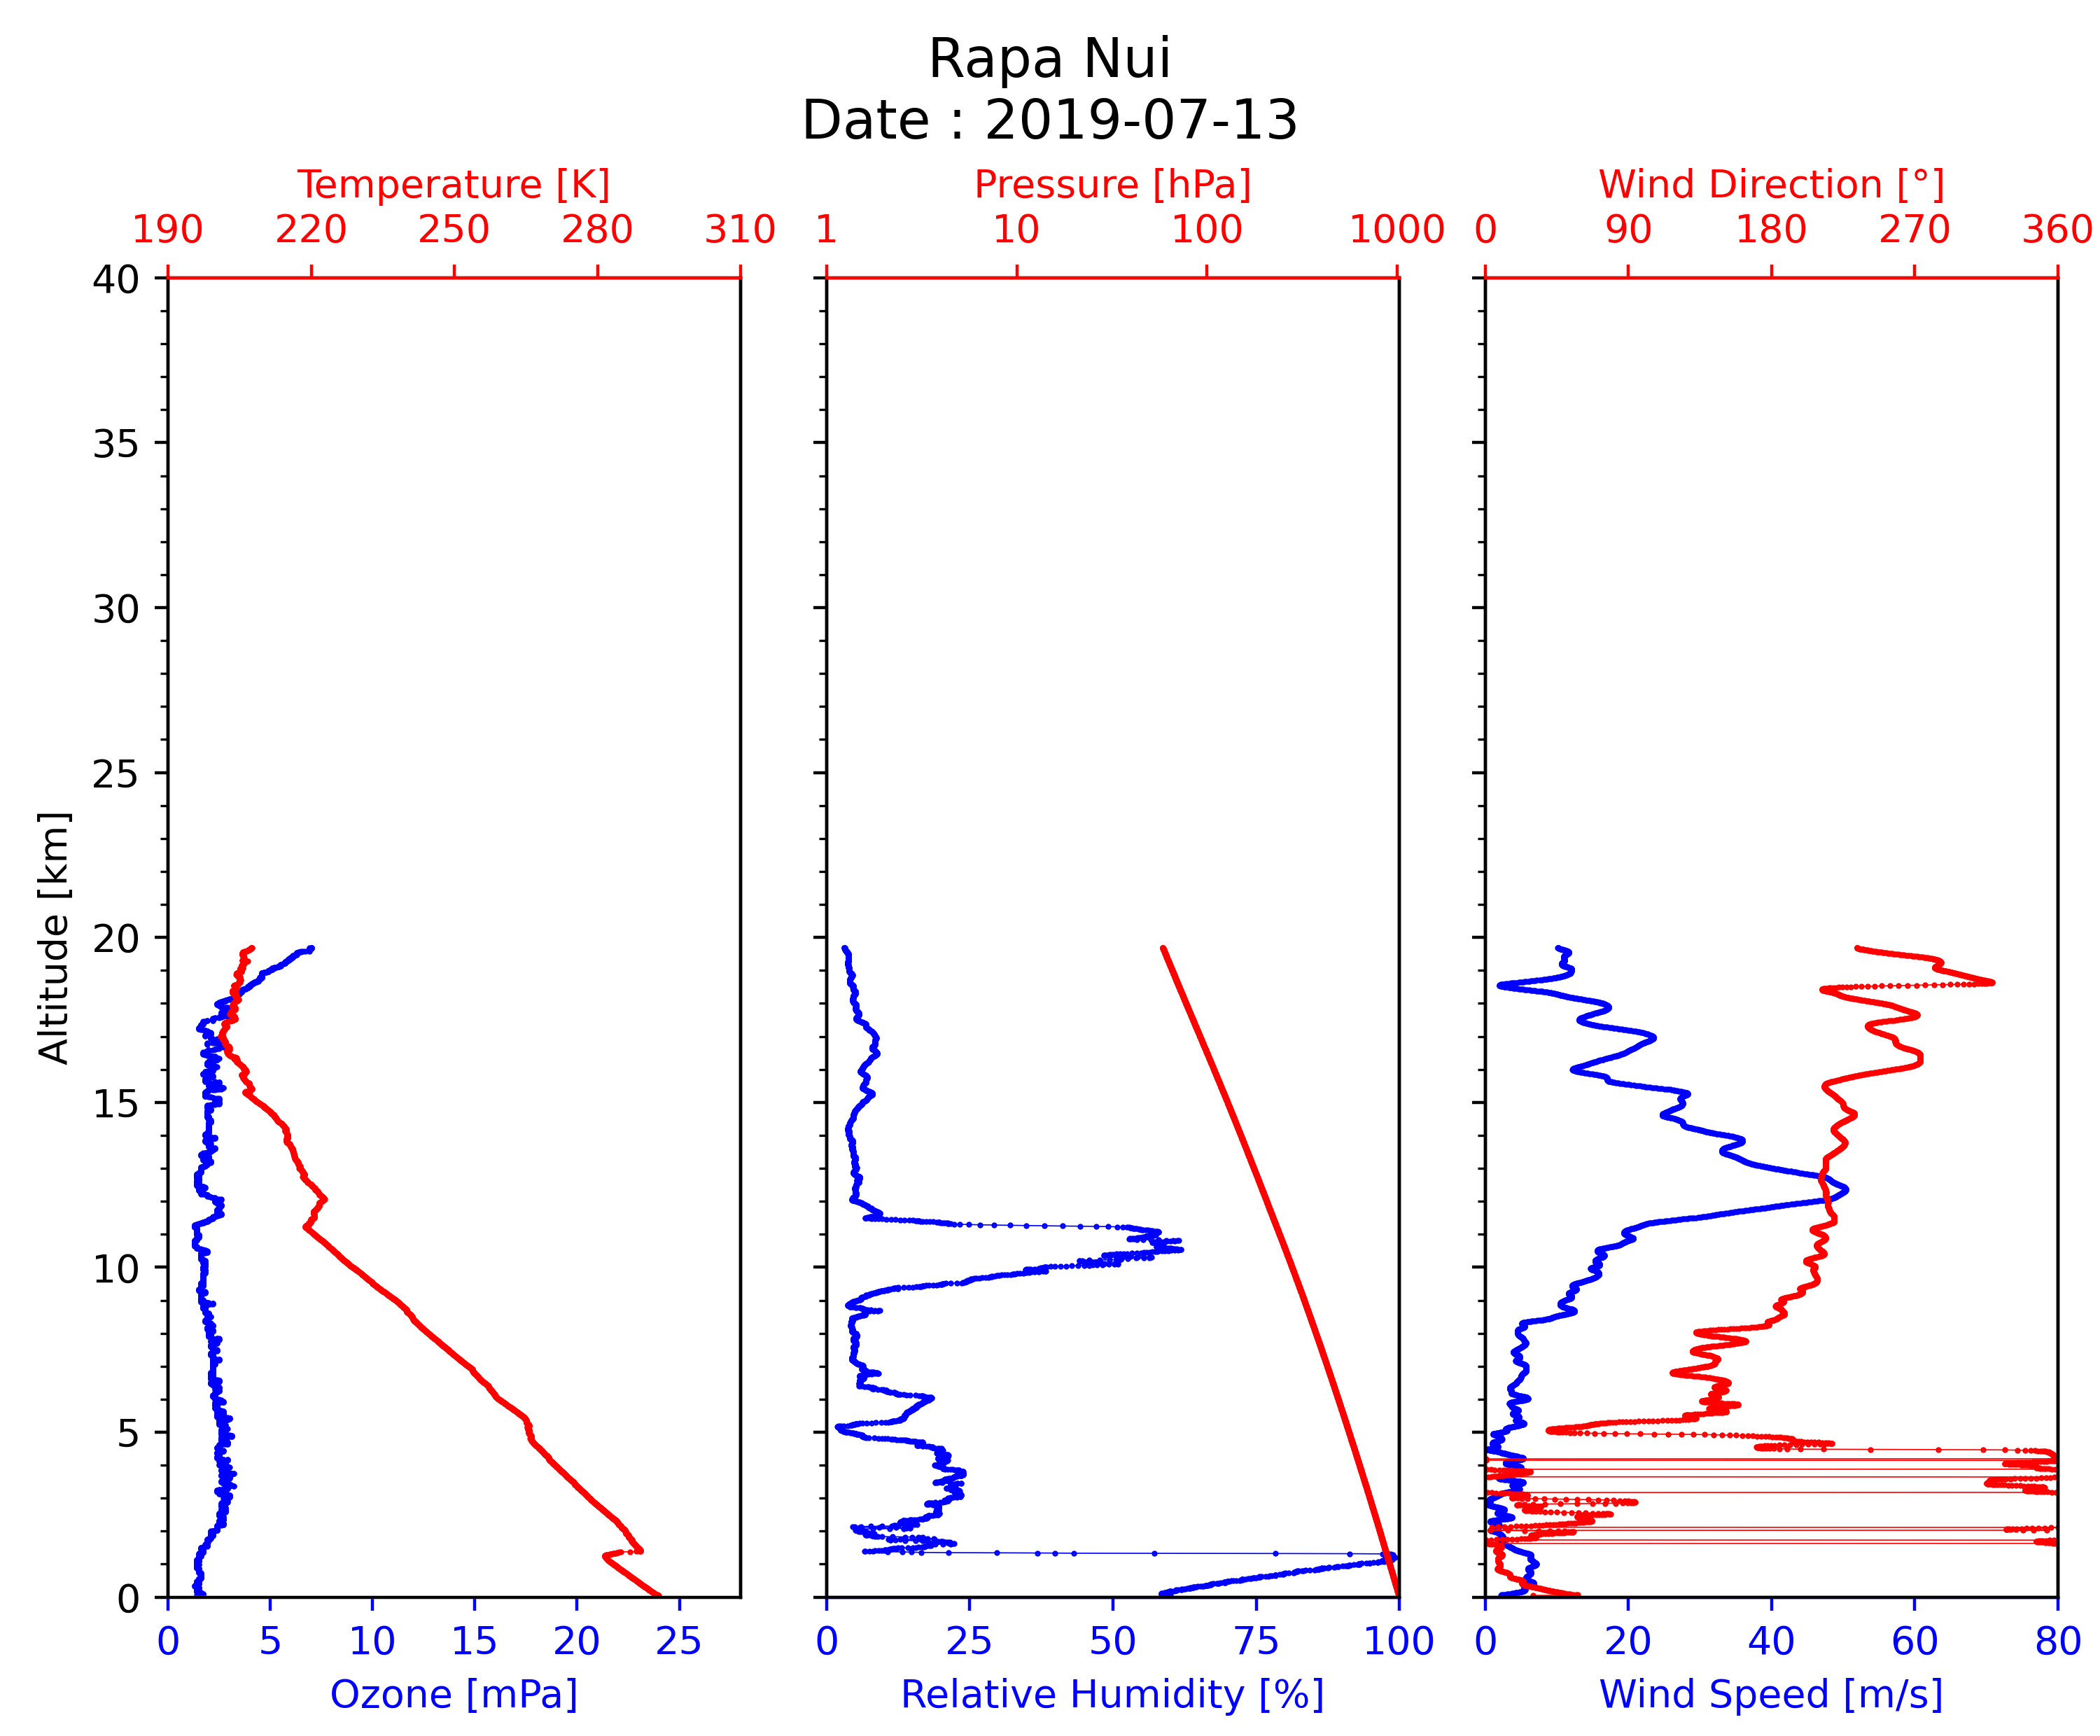 Rapa Nui
Date : 2019-07-13
Temperature [K]
190 220 250 280 310
Pressure [hPa]
1 10 100 1000
Wind Direction [°]
0 90 180 270 360
Altitude [km]
40
35
30
25
20
15
10
5
0
0 5 10 15 20 25
Ozone [mPa]
0 25 50 75 100
Relative Humidity [%]
0 20 40 60 80
Wind Speed [m/s]